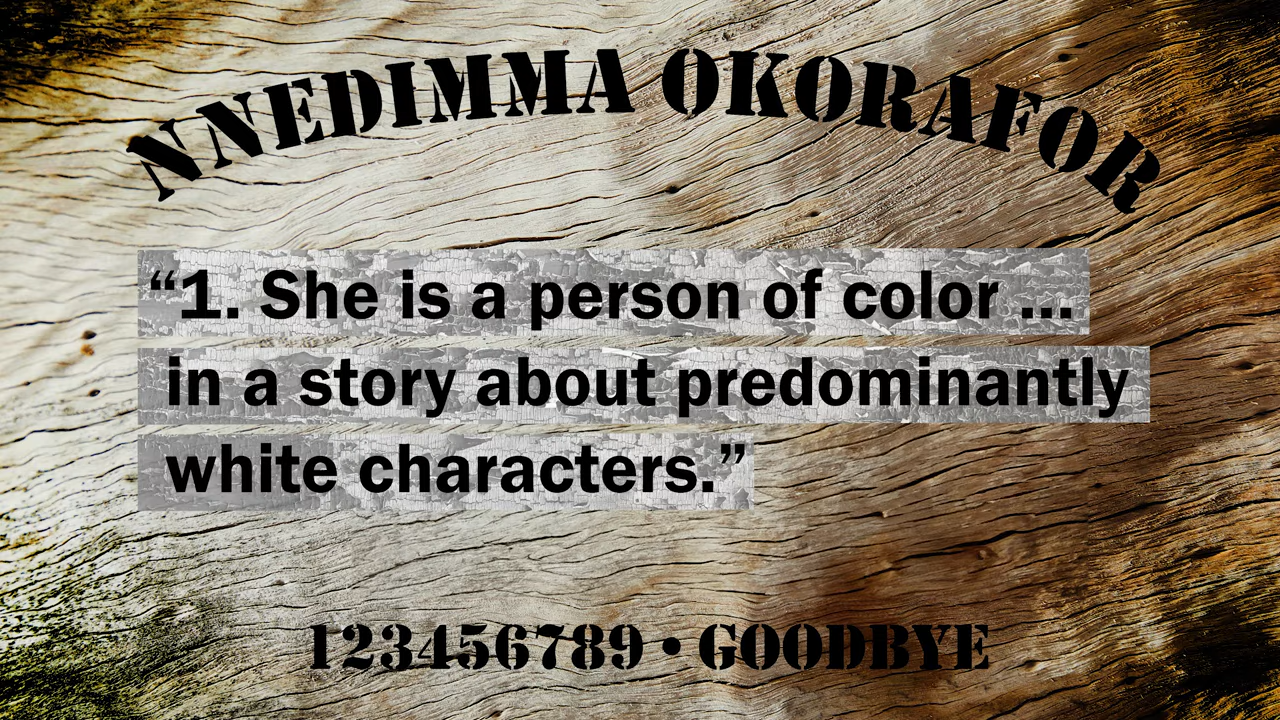 NNEDIMMA OKORAFOR
“1. She is a person of color ...
in a story about predominantly
white characters.”
123456789 • GOODBYE